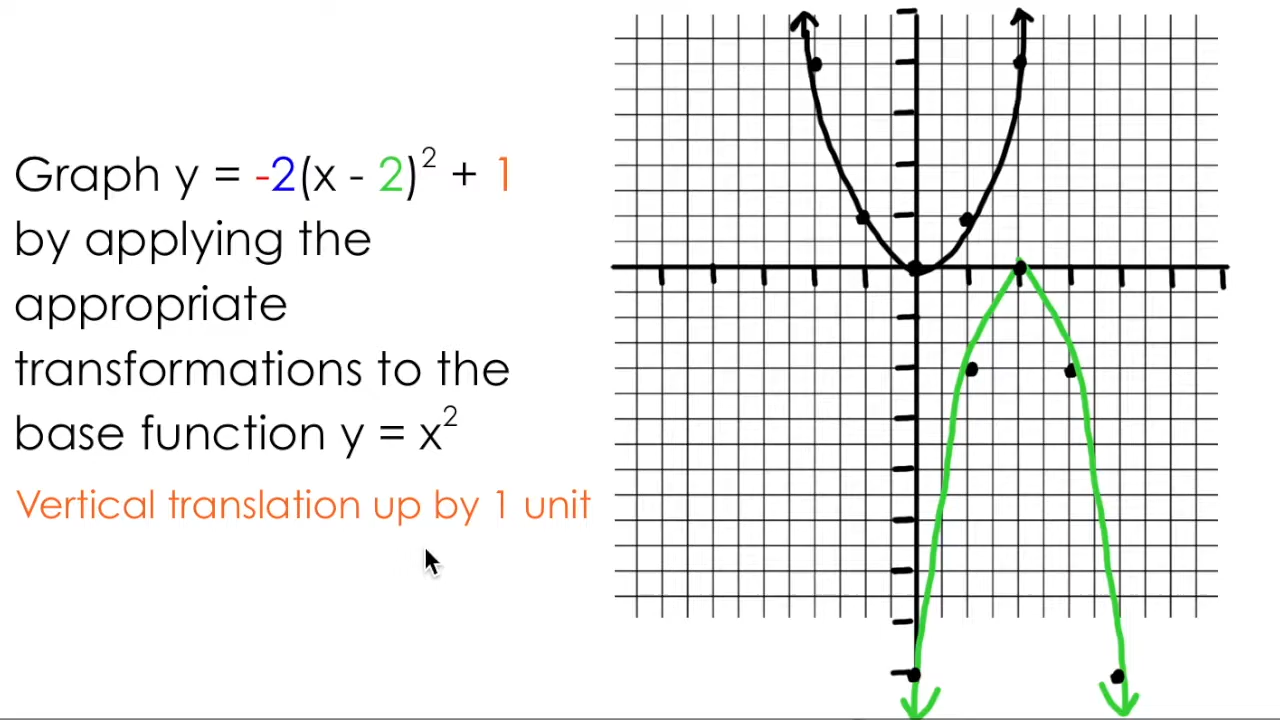 Graph y = -2(x - 2)² + 1
by applying the
appropriate
transformations to the
base function y = x²
Vertical translation up by 1 unit